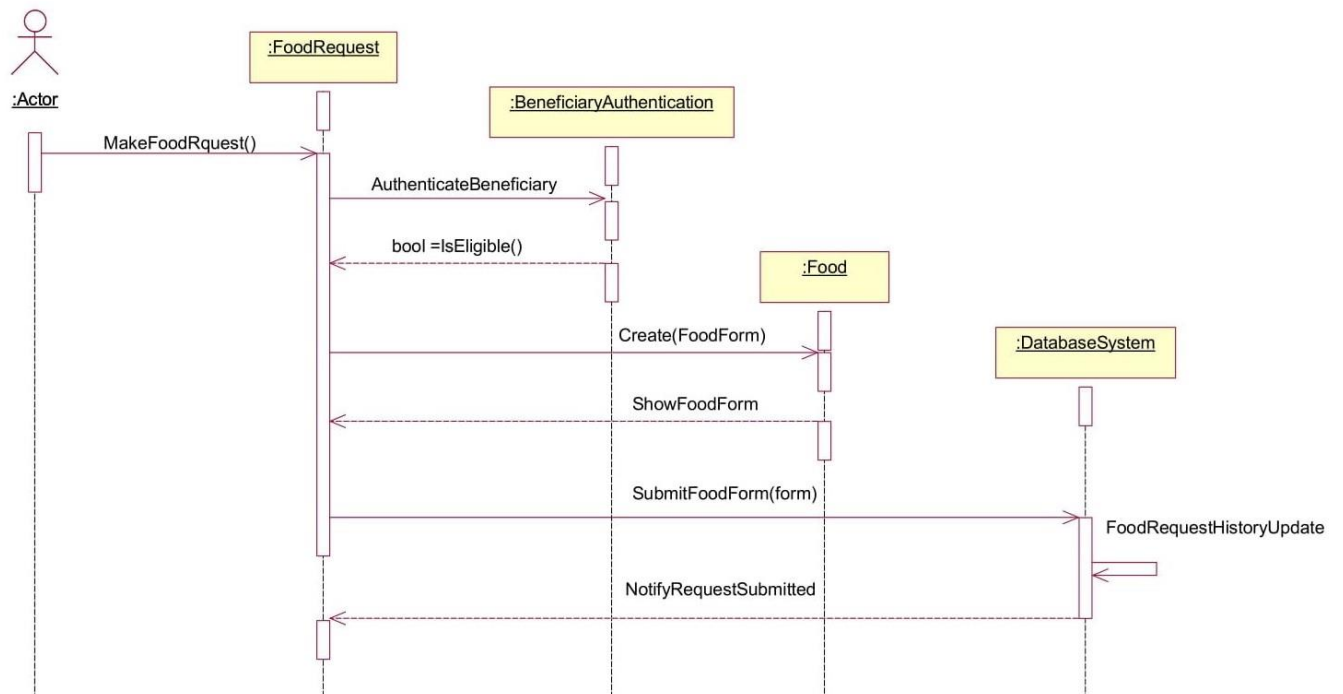 :FoodRequest
:Actor
:BeneficiaryAuthentication
MakeFoodRquest()
AuthenticateBeneficiary
bool =IsEligible()
:Food
Create(FoodForm)
:DatabaseSystem
ShowFoodForm
SubmitFoodForm(form)
FoodRequestHistoryUpdate
NotifyRequestSubmitted